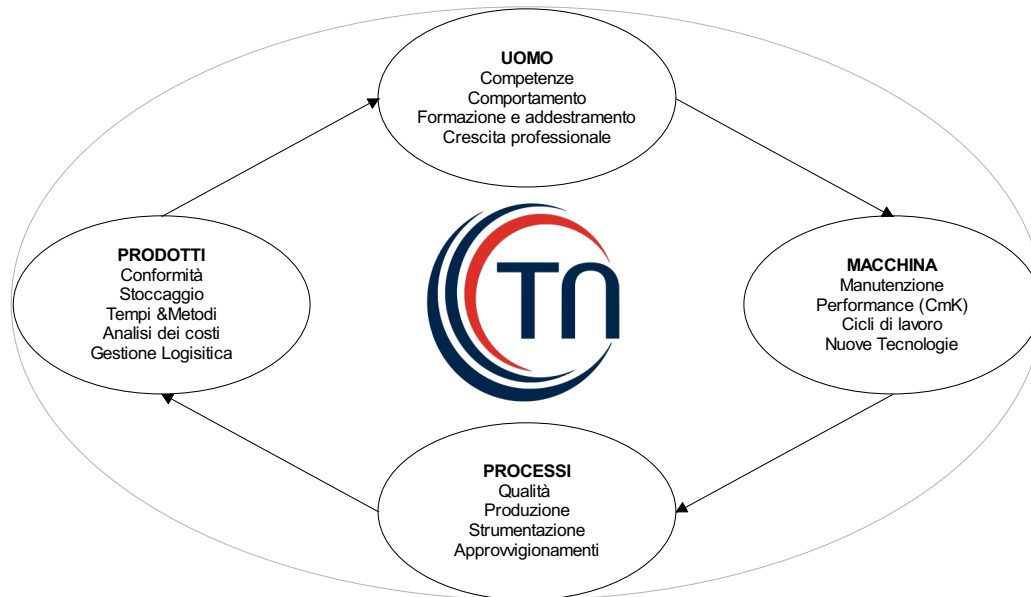 UOMO
Competenze
Comportamento
Formazione e addestramento
Crescita professionale
PRODOTTI
Conformità
Stoccaggio
Tempi &Metodi
Analisi dei costi
Gestione Logisitica
TN
MACCHINA
Manutenzione
Performance (CmK)
Cicli di lavoro
Nuove Tecnologie
PROCESSI
Qualità
Produzione
Strumentazione
Approvvigionamenti